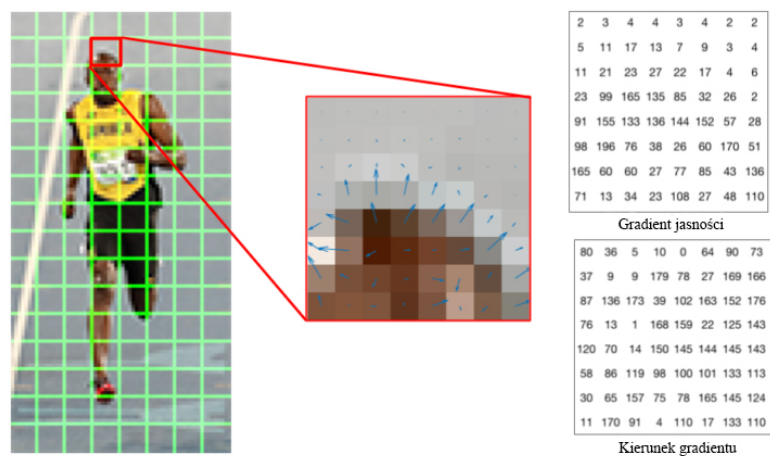 2 3 4 4 3 4 2 2
5 11 17 13 7 9 3 4
11 21 23 27 22 17 4 6
23 99 165 135 85 32 26 2
91 155 133 136 144 152 57 28
98 196 76 38 26 60 170 51
165 60 60 27 77 85 43 136
71 13 34 23 108 27 48 110
Gradient jasności
80 36 5 10 0 64 90 73
37 9 9 179 78 27 169 166
87 136 173 39 102 163 152 176
76 13 1 168 159 22 125 143
120 70 14 150 145 144 145 143
58 86 119 98 100 101 133 113
30 65 157 75 78 165 145 124
11 170 91 4 110 17 133 110
Kierunek gradientu